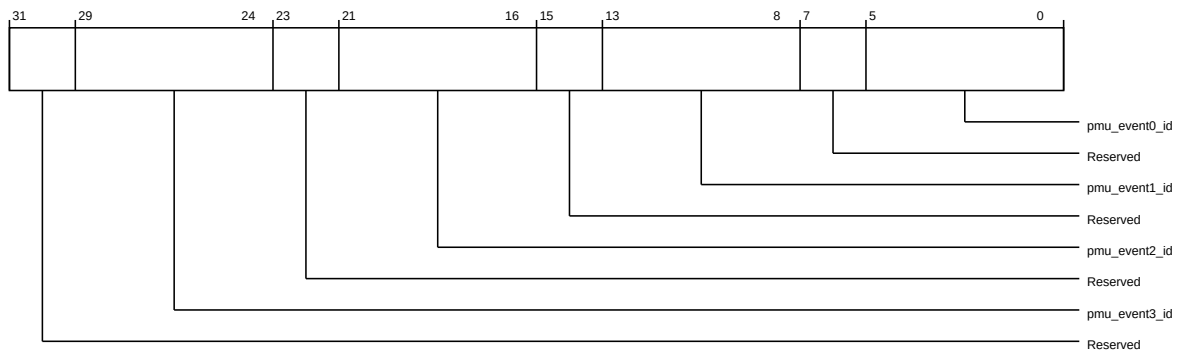 31 29 24 23 21 16 15 13 8 7 5 0
pmu_event0_id
Reserved
pmu_event1_id
Reserved
pmu_event2_id
Reserved
pmu_event3_id
Reserved